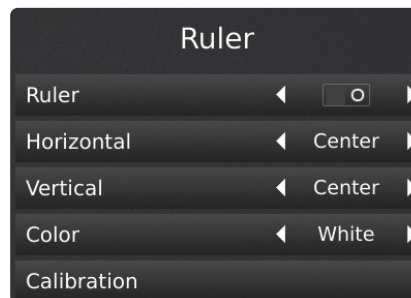 Ruler
Ruler
Horizontal Center
Vertical Center
Color White
Calibration